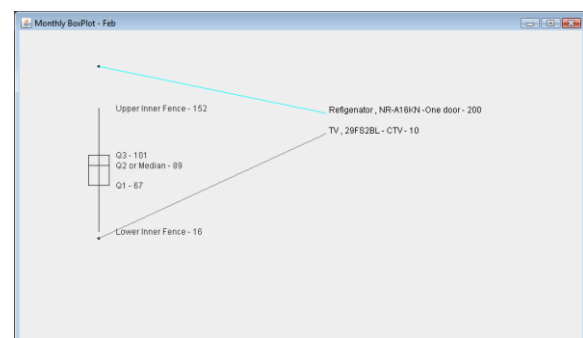 Monthly BoxPlot - Feb
Upper Inner Fence - 152
Refigenator , NR-A16KN -One door - 200
TV , 29FS2BL - CTV - 10
Q3 - 101
Q2 or Median - 89
Q1 - 67
Lower Inner Fence - 16